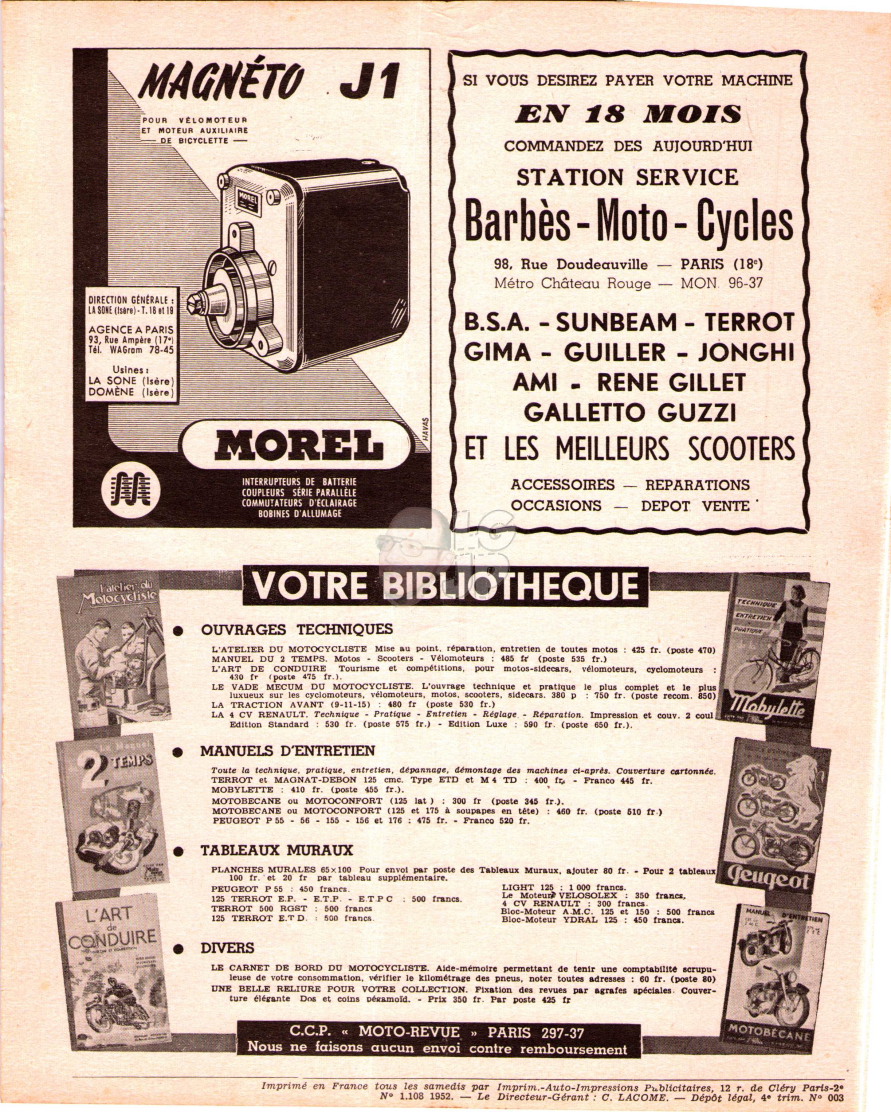 MAGNÉTO J1
POUR VÉLOMOTEUR
ET MOTEUR AUXILIAIRE
— DE BICYCLETTE —
MOREL
DIRECTION GÉNÉRALE :
LA SONE (Isère) - T. 16 et 19
AGENCE A PARIS
93, Rue Ampère (17e)
Tél. WAGram 78-45
Usines :
LA SONE (Isère)
DOMÈNE (Isère)
HAVAS
MOREL
INTERRUPTEURS DE BATTERIE
COUPLEURS SÉRIE PARALLÈLE
COMMUTATEURS D'ÉCLAIRAGE
BOBINES D'ALLUMAGE
SI VOUS DESIREZ PAYER VOTRE MACHINE
EN 18 MOIS
COMMANDEZ DES AUJOURD'HUI
STATION SERVICE
Barbès - Moto - Cycles
98, Rue Doudeauville — PARIS (18e)
Métro Château Rouge — MON 96-37
B.S.A. - SUNBEAM - TERROT
GIMA - GUILLER - JONGHI
AMI - RENE GILLET
GALLETTO GUZZI
ET LES MEILLEURS SCOOTERS
ACCESSOIRES — REPARATIONS
OCCASIONS — DEPOT VENTE
VOTRE BIBLIOTHEQUE
L'atelier du
Motocycliste
2 TEMPS
L'ART
de
CONDUIRE
● OUVRAGES TECHNIQUES
L'ATELIER DU MOTOCYCLISTE Mise au point, réparation, entretien de toutes motos : 425 fr. (poste 470)
MANUEL DU 2 TEMPS. Motos - Scooters - Vélomoteurs : 485 fr (poste 535 fr.)
L'ART DE CONDUIRE Tourisme et compétitions, pour motos-sidecars, vélomoteurs, cyclomoteurs :
430 fr (poste 475 fr.).
LE VADE MECUM DU MOTOCYCLISTE. L'ouvrage technique et pratique le plus complet et le plus
luxueux sur les cyclomoteurs, vélomoteurs, motos, scooters, sidecars. 380 p : 750 fr. (poste recom. 850)
LA TRACTION AVANT (9-11-15) : 480 fr (poste 530 fr.)
LA 4 CV RENAULT. Technique - Pratique - Entretien - Réglage - Réparation. Impression et couv. 2 coul
Edition Standard : 530 fr. (poste 575 fr.) - Edition Luxe : 590 fr. (poste 650 fr.).
● MANUELS D'ENTRETIEN
Toute la technique, pratique, entretien, dépannage, démontage des machines ci-après. Couverture cartonnée.
TERROT et MAGNAT-DEBON 125 cmc. Type ETD et M 4 TD : 400 fr. - Franco 445 fr.
MOBYLETTE : 410 fr. (poste 455 fr.).
MOTOBECANE ou MOTOCONFORT (125 lat) : 300 fr (poste 345 fr.).
MOTOBECANE ou MOTOCONFORT (125 et 175 à soupapes en tête) : 460 fr. (poste 510 fr.)
PEUGEOT P 55 - 56 - 155 - 156 et 176 : 475 fr. - Franco 520 fr.
● TABLEAUX MURAUX
PLANCHES MURALES 65×100 Pour envoi par poste des Tableaux Muraux, ajouter 80 fr. - Pour 2 tableaux
100 fr. et 20 fr par tableau supplémentaire.
PEUGEOT P 55 : 450 francs.
125 TERROT E.P. - E.T.P. - E.T.P C : 500 francs.
TERROT 500 RGST : 500 francs
125 TERROT E.T D. : 500 francs.
LIGHT 125 : 1 000 francs.
Le Moteur VELOSOLEX : 350 francs,
4 CV RENAULT : 300 francs.
Bloc-Moteur A.M.C. 125 et 150 : 500 francs
Bloc-Moteur YDRAL 125 : 450 francs.
● DIVERS
LE CARNET DE BORD DU MOTOCYCLISTE. Aide-mémoire permettant de tenir une comptabilité scrupu-
leuse de votre consommation, vérifier le kilométrage des pneus, noter toutes adresses : 60 fr. (poste 80)
UNE BELLE RELIURE POUR VOTRE COLLECTION. Fixation des revues par agrafes spéciales. Couver-
ture élégante Dos et coins pégamoïd. - Prix 350 fr. Par poste 425 fr
TECHNIQUE
ENTRETIEN
PRATIQUE
Mobylette
Peugeot
MANUEL D'ENTRETIEN
MOTOBÉCANE
C.C.P. « MOTO-REVUE » PARIS 297-37
Nous ne faisons aucun envoi contre remboursement
Imprimé en France tous les samedis par Imprim.-Auto-Impressions Publicitaires, 12 r. de Cléry Paris-2e
No 1.108 1952. — Le Directeur-Gérant : C. LACOME. — Dépôt légal, 4e trim. No 003